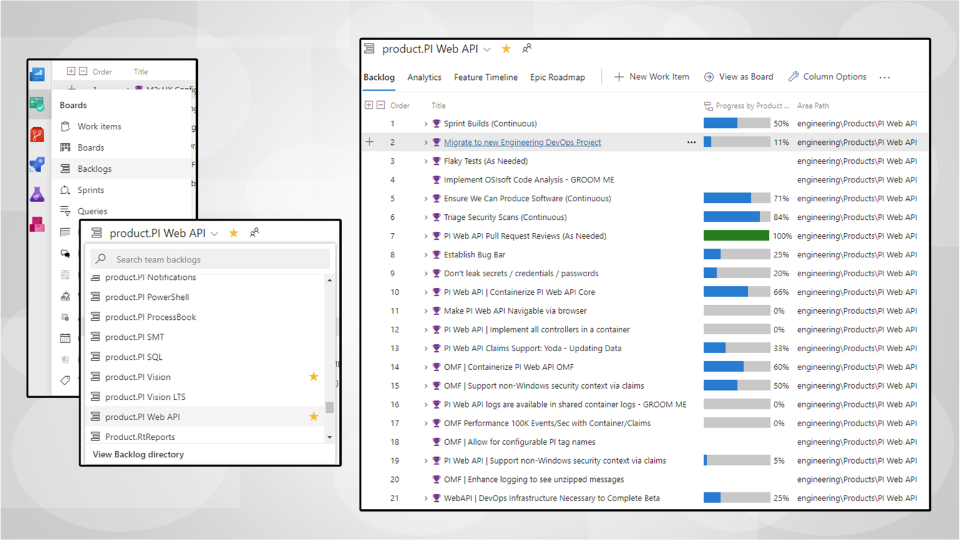 Order Title
1 M2: UX Config
Boards
Work items
Boards
Backlogs
Sprints
Queries
product.PI Web API
Search team backlogs
product.PI Notifications
product.PI PowerShell
product.PI ProcessBook
product.PI SMT
product.PI SQL
product.PI Vision
product.PI Vision LTS
product.PI Web API
Product.RtReports
View Backlog directory
product.PI Web API
Backlog Analytics Feature Timeline Epic Roadmap New Work Item View as Board Column Options ...
Order Title Progress by Product ... Area Path
1 Sprint Builds (Continuous) 50% engineering\Products\PI Web API
2 Migrate to new Engineering DevOps Project ... 11% engineering\Products\PI Web API
3 Flaky Tests (As Needed) engineering\Products\PI Web API
4 Implement OSIsoft Code Analysis - GROOM ME engineering\Products\PI Web API
5 Ensure We Can Produce Software (Continuous) 71% engineering\Products\PI Web API
6 Triage Security Scans (Continuous) 84% engineering\Products\PI Web API
7 PI Web API Pull Request Reviews (As Needed) 100% engineering\Products\PI Web API
8 Establish Bug Bar 25% engineering\Products\PI Web API
9 Don't leak secrets / credentials / passwords 20% engineering\Products\PI Web API
10 PI Web API | Containerize PI Web API Core 66% engineering\Products\PI Web API
11 Make PI Web API Navigable via browser 0% engineering\Products\PI Web API
12 PI Web API | Implement all controllers in a container 0% engineering\Products\PI Web API
13 PI Web API Claims Support: Yoda - Updating Data 33% engineering\Products\PI Web API
14 OMF | Containerize PI Web API OMF 60% engineering\Products\PI Web API
15 OMF | Support non-Windows security context via claims 50% engineering\Products\PI Web API
16 PI Web API logs are available in shared container logs - GROOM ME 0% engineering\Products\PI Web API
17 OMF Performance 100K Events/Sec with Container/Claims 0% engineering\Products\PI Web API
18 OMF | Allow for configurable PI tag names engineering\Products\PI Web API
19 PI Web API | Support non-Windows security context via claims 5% engineering\Products\PI Web API
20 OMF | Enhance logging to see unzipped messages engineering\Products\PI Web API
21 WebAPI | DevOps Infrastructure Necessary to Complete Beta 25% engineering\Products\PI Web API